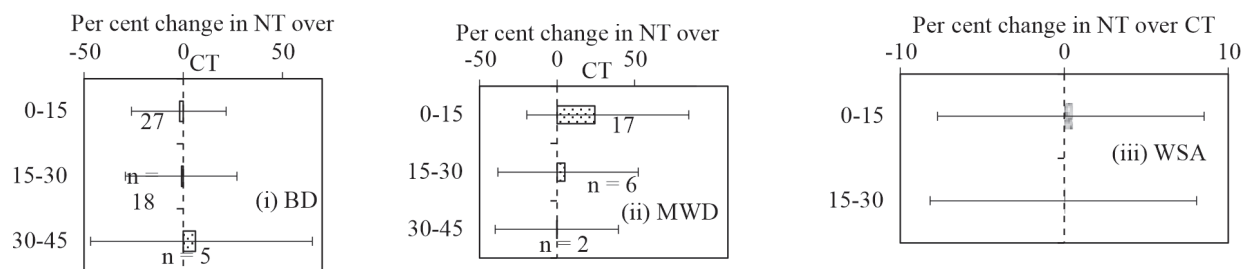 Per cent change in NT over
-50 0 50
CT
0-15
27
15-30
n =
18
(i) BD
30-45
n = 5
Per cent change in NT over
-50 0 50
CT
0-15
17
15-30
n = 6
(ii) MWD
30-45
n = 2
Per cent change in NT over CT
-10 0 10
0-15
(iii) WSA
15-30